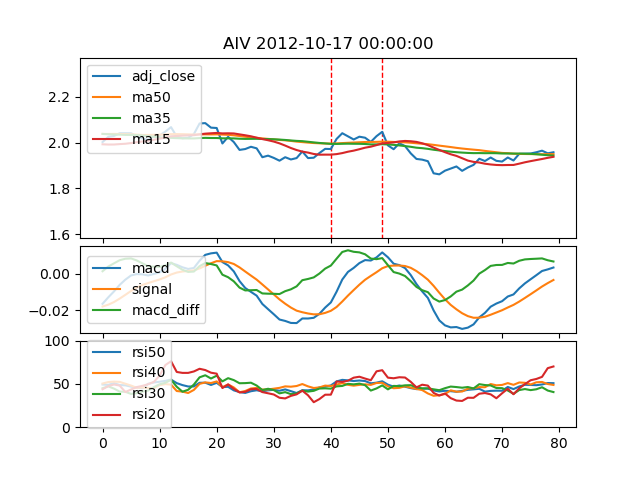 AIV 2012-10-17 00:00:00
2.2
2.0
1.8
1.6
adj_close
ma50
ma35
ma15
0.00
−0.02
macd
signal
macd_diff
100
50
0
rsi50
rsi40
rsi30
rsi20
0 10 20 30 40 50 60 70 80